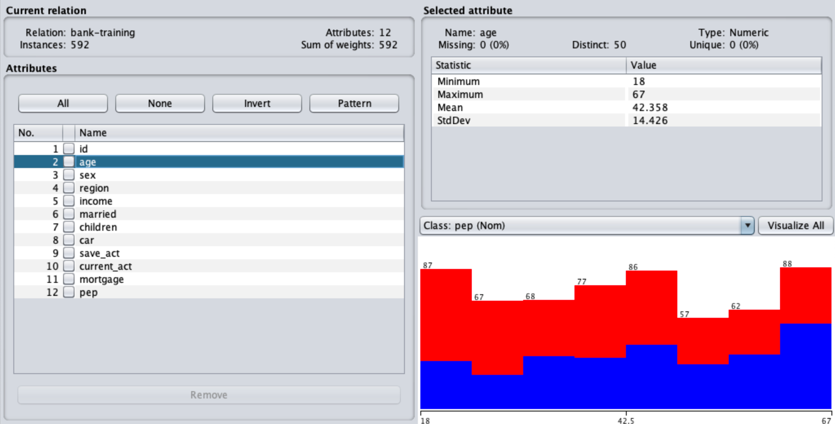 Current relation
Relation: bank-training
Attributes: 12
Instances: 592
Sum of weights: 592
Attributes
All
None
Invert
Pattern
No.
Name
1 id
2 age
3 sex
4 region
5 income
6 married
7 children
8 car
9 save_act
10 current_act
11 mortgage
12 pep
Remove
Selected attribute
Name: age
Type: Numeric
Missing: 0 (0%)
Distinct: 50
Unique: 0 (0%)
Statistic
Value
Minimum 18
Maximum 67
Mean 42.358
StdDev 14.426
Class: pep (Nom)
Visualize All
87
67
68
77
86
57
62
88
18
42.5
67